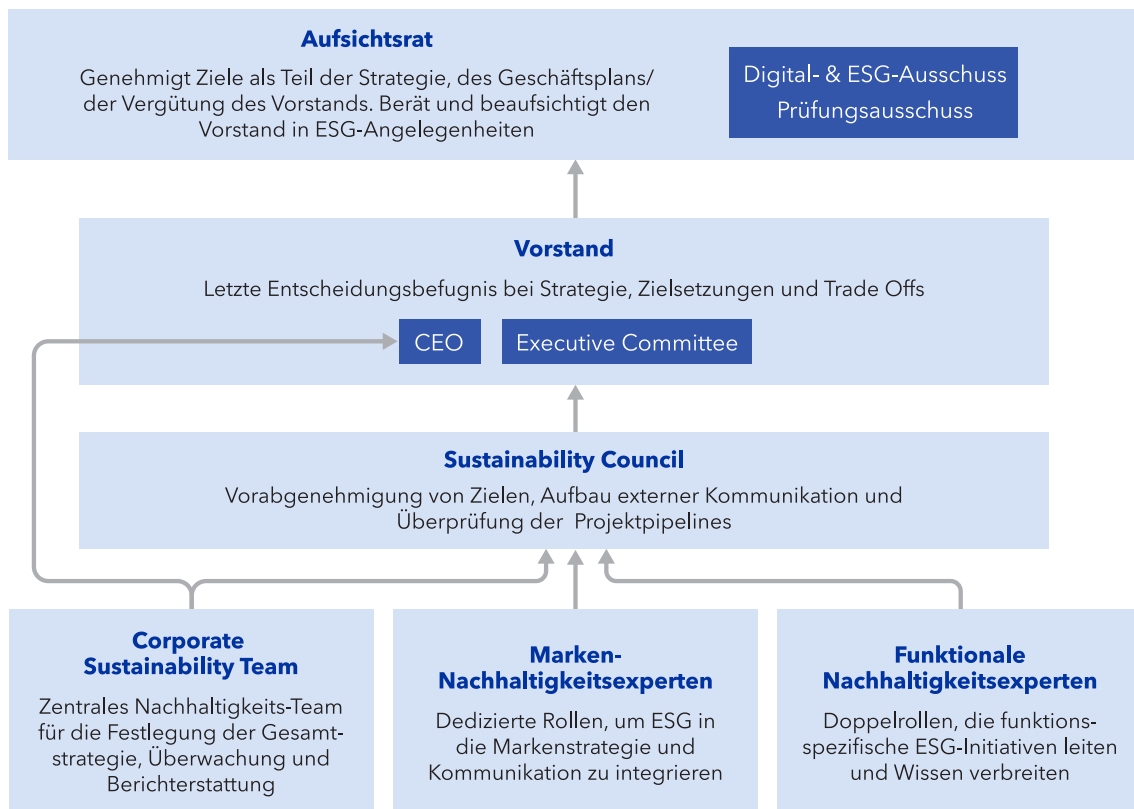 Aufsichtsrat
Genehmigt Ziele als Teil der Strategie, des Geschäftsplans/
der Vergütung des Vorstands. Berät und beaufsichtigt den
Vorstand in ESG-Angelegenheiten
Digital- & ESG-Ausschuss
Prüfungsausschuss
Vorstand
Letzte Entscheidungsbefugnis bei Strategie, Zielsetzungen und Trade Offs
CEO
Executive Committee
Sustainability Council
Vorabgenehmigung von Zielen, Aufbau externer Kommunikation und
Überprüfung der Projektpipelines
Corporate
Sustainability Team
Zentrales Nachhaltigkeits-Team
für die Festlegung der Gesamt-
strategie, Überwachung und
Berichterstattung
Marken-
Nachhaltigkeitsexperten
Dedizierte Rollen, um ESG in
die Markenstrategie und
Kommunikation zu integrieren
Funktionale
Nachhaltigkeitsexperten
Doppelrollen, die funktions-
spezifische ESG-Initiativen leiten
und Wissen verbreiten